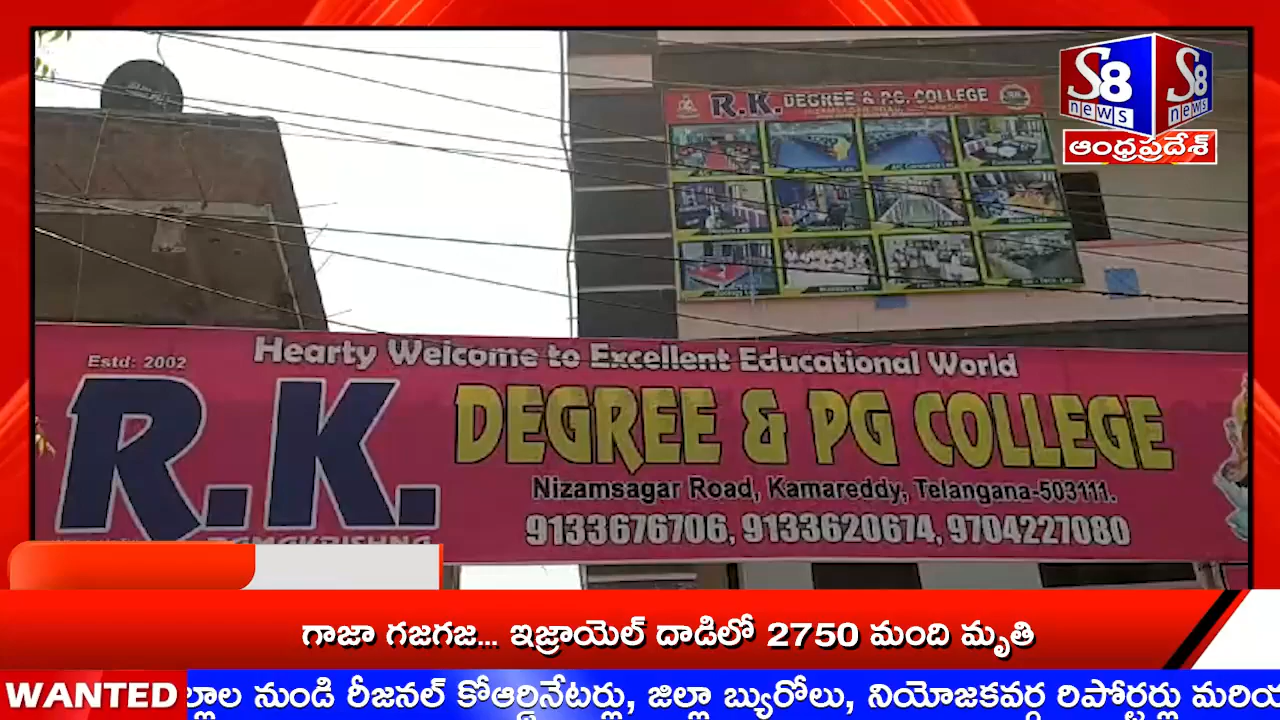 S8
news
S8
news
ఆంధ్రప్రదేశ్
R.K. DEGREE & P.G. COLLEGE
Estd: 2002
Hearty Welcome to Excellent Educational World
R.K. DEGREE & PG COLLEGE
Nizamsagar Road, Kamareddy, Telangana-503111.
9133676706, 9133620674, 9704227080
గాజా గజగజ... ఇజ్రాయెల్ దాడిలో 2750 మంది మృతి
WANTED ల్లాల నుండి రీజనల్ కోఆర్డినేటర్లు, జిల్లా బ్యురోలు, నియోజకవర్గ రిపోర్టర్లు మరియ